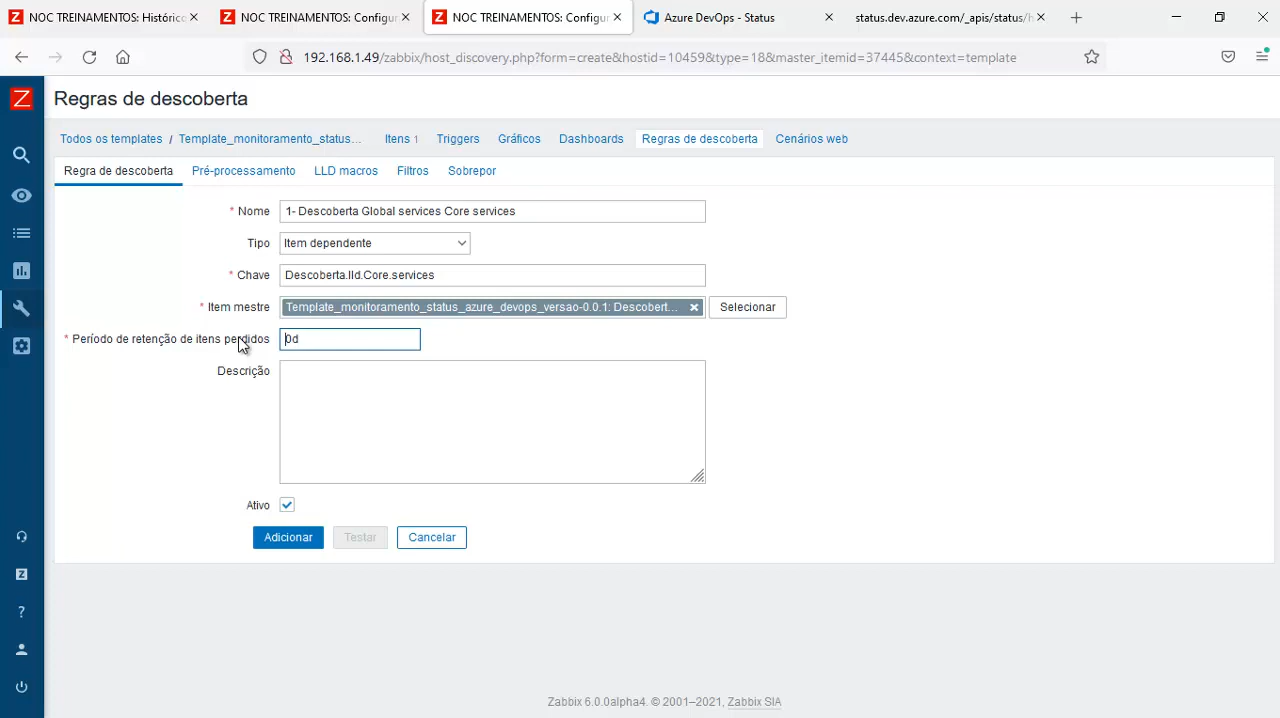 NOC TREINAMENTOS: Históric
NOC TREINAMENTOS: Configur
NOC TREINAMENTOS: Configur
Azure DevOps - Status
status.dev.azure.com/_apis/status/h
192.168.1.49/zabbix/host_discovery.php?form=create&hostid=10459&type=18&master_itemid=37445&context=template
Z
Regras de descoberta
Todos os templates / Template_monitoramento_status... Itens 1 Triggers Gráficos Dashboards Regras de descoberta Cenários web
Regra de descoberta Pré-processamento LLD macros Filtros Sobrepor
* Nome 1- Descoberta Global services Core services
Tipo Item dependente
* Chave Descoberta.lld.Core.services
* Item mestre Template_monitoramento_status_azure_devops_versao-0.0.1: Descobert... Selecionar
* Período de retenção de itens perdidos 0d
Descrição
Ativo
Adicionar Testar Cancelar
Z
?
Zabbix 6.0.0alpha4. © 2001–2021, Zabbix SIA